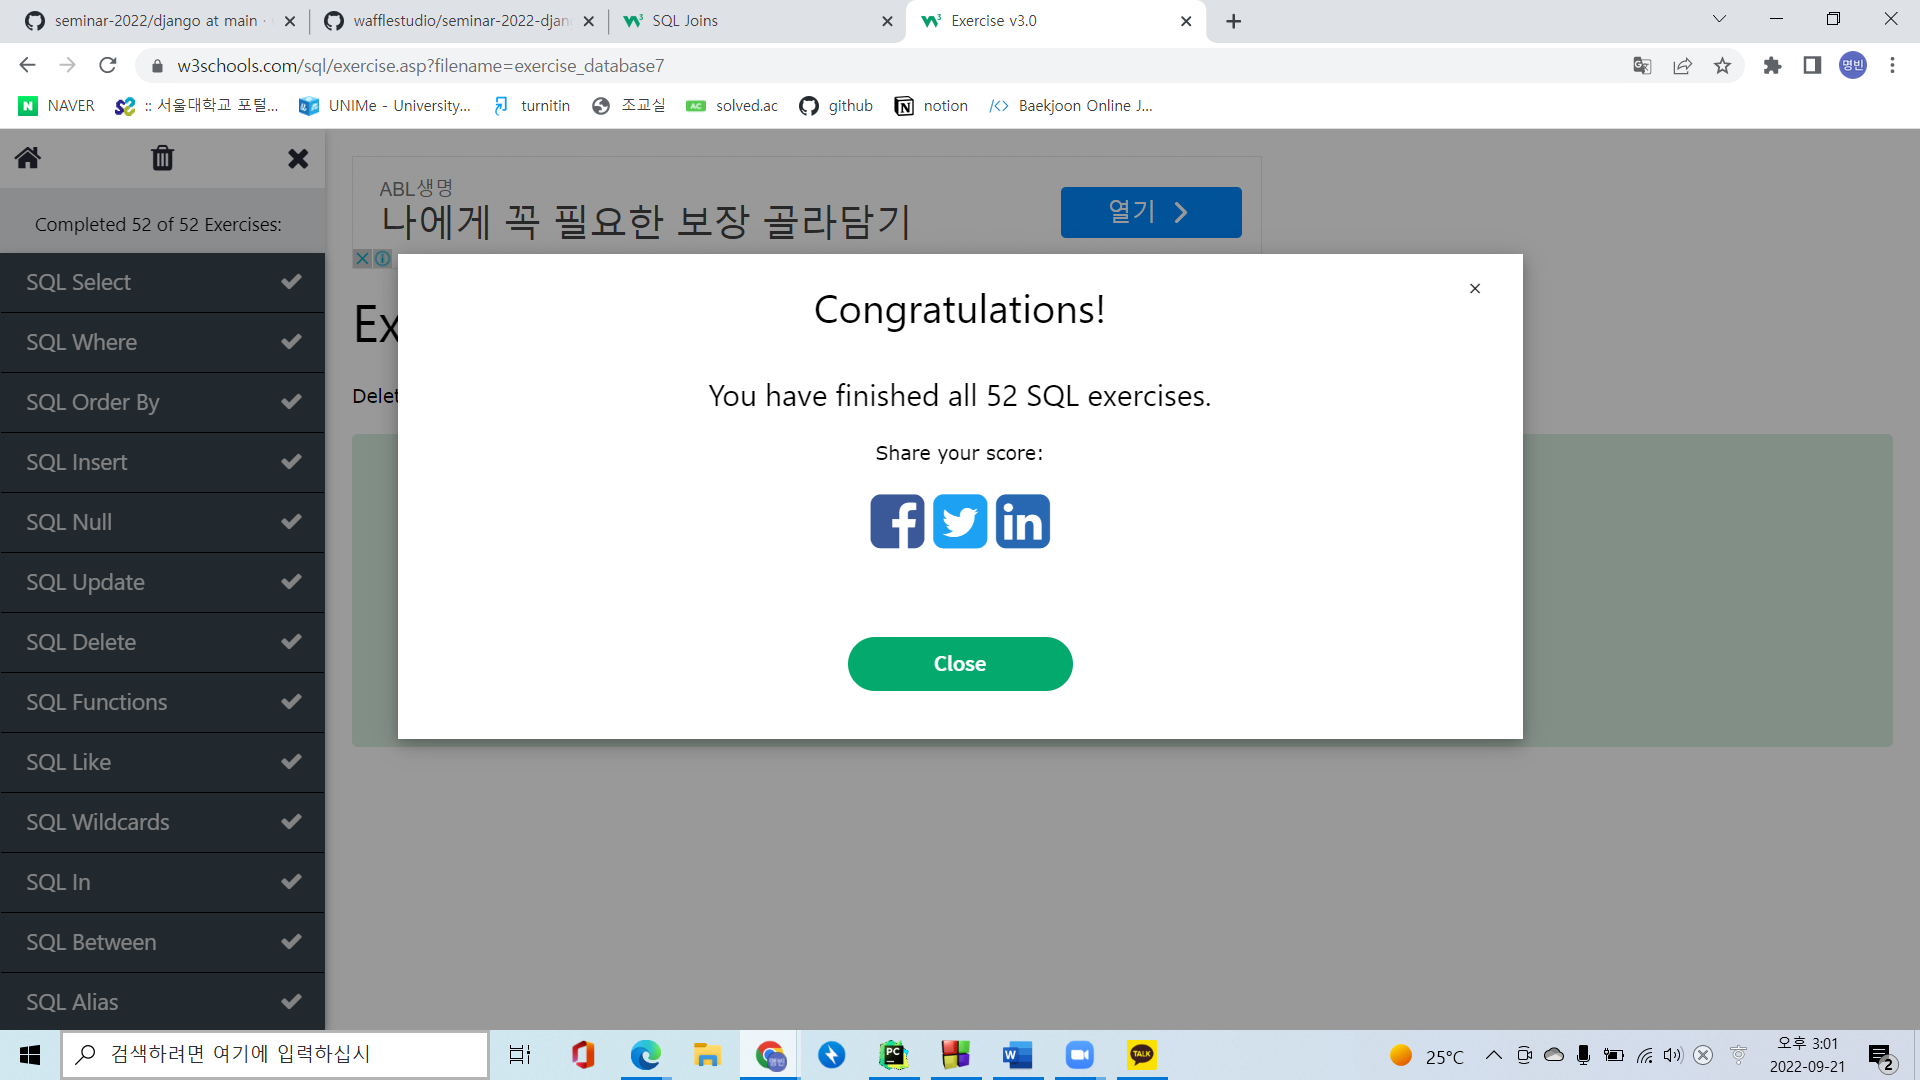 seminar-2022/django at main ·
wafflestudio/seminar-2022-djan
SQL Joins
Exercise v3.0
w3schools.com/sql/exercise.asp?filename=exercise_database7
명빈
NAVER
:: 서울대학교 포털...
UNIMe - University...
turnitin
조교실
solved.ac
github
notion
Baekjoon Online J...
Completed 52 of 52 Exercises:
SQL Select
SQL Where
SQL Order By
SQL Insert
SQL Null
SQL Update
SQL Delete
SQL Functions
SQL Like
SQL Wildcards
SQL In
SQL Between
SQL Alias
ABL생명
나에게 꼭 필요한 보장 골라담기
열기
Ex
Delet
Congratulations!
You have finished all 52 SQL exercises.
Share your score:
Close
검색하려면 여기에 입력하십시
25°C
오후 3:01
2022-09-21
2